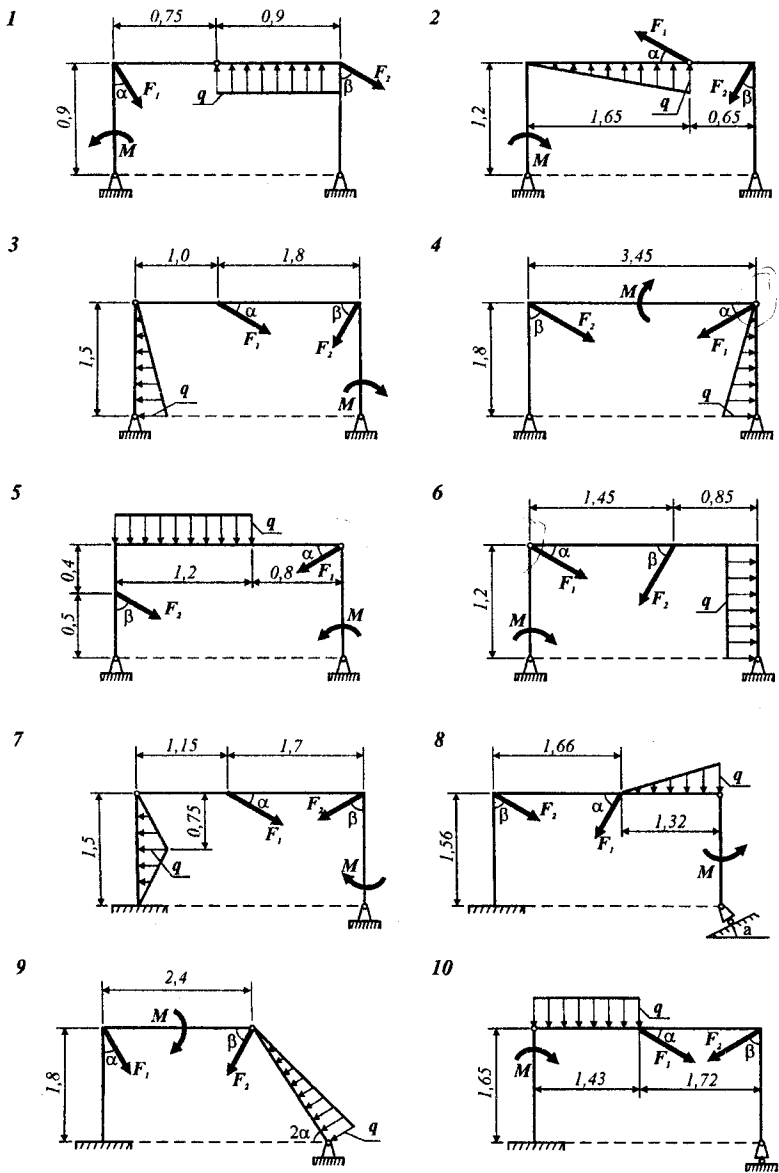 1
0,75
0,9
0,9
α
F₁
q
β
F₂
M
2
F₁
α
1,2
q
F₂
β
1,65
0,65
M
3
1,0
1,8
1,5
α
F₁
β
F₂
q
M
4
3,45
M
1,8
β
F₂
α
F₁
q
5
q
0,4
0,5
1,2
0,8
α
F₁
β
F₂
M
6
1,45
0,85
1,2
α
F₁
β
F₂
q
M
7
1,15
1,7
1,5
0,75
α
F₁
F₂
β
q
M
8
1,66
q
1,56
β
F₂
α
F₁
1,32
M
a
9
2,4
M
1,8
α
F₁
β
F₂
2α
q
10
q
1,65
M
α
F₁
F₂
β
1,43
1,72